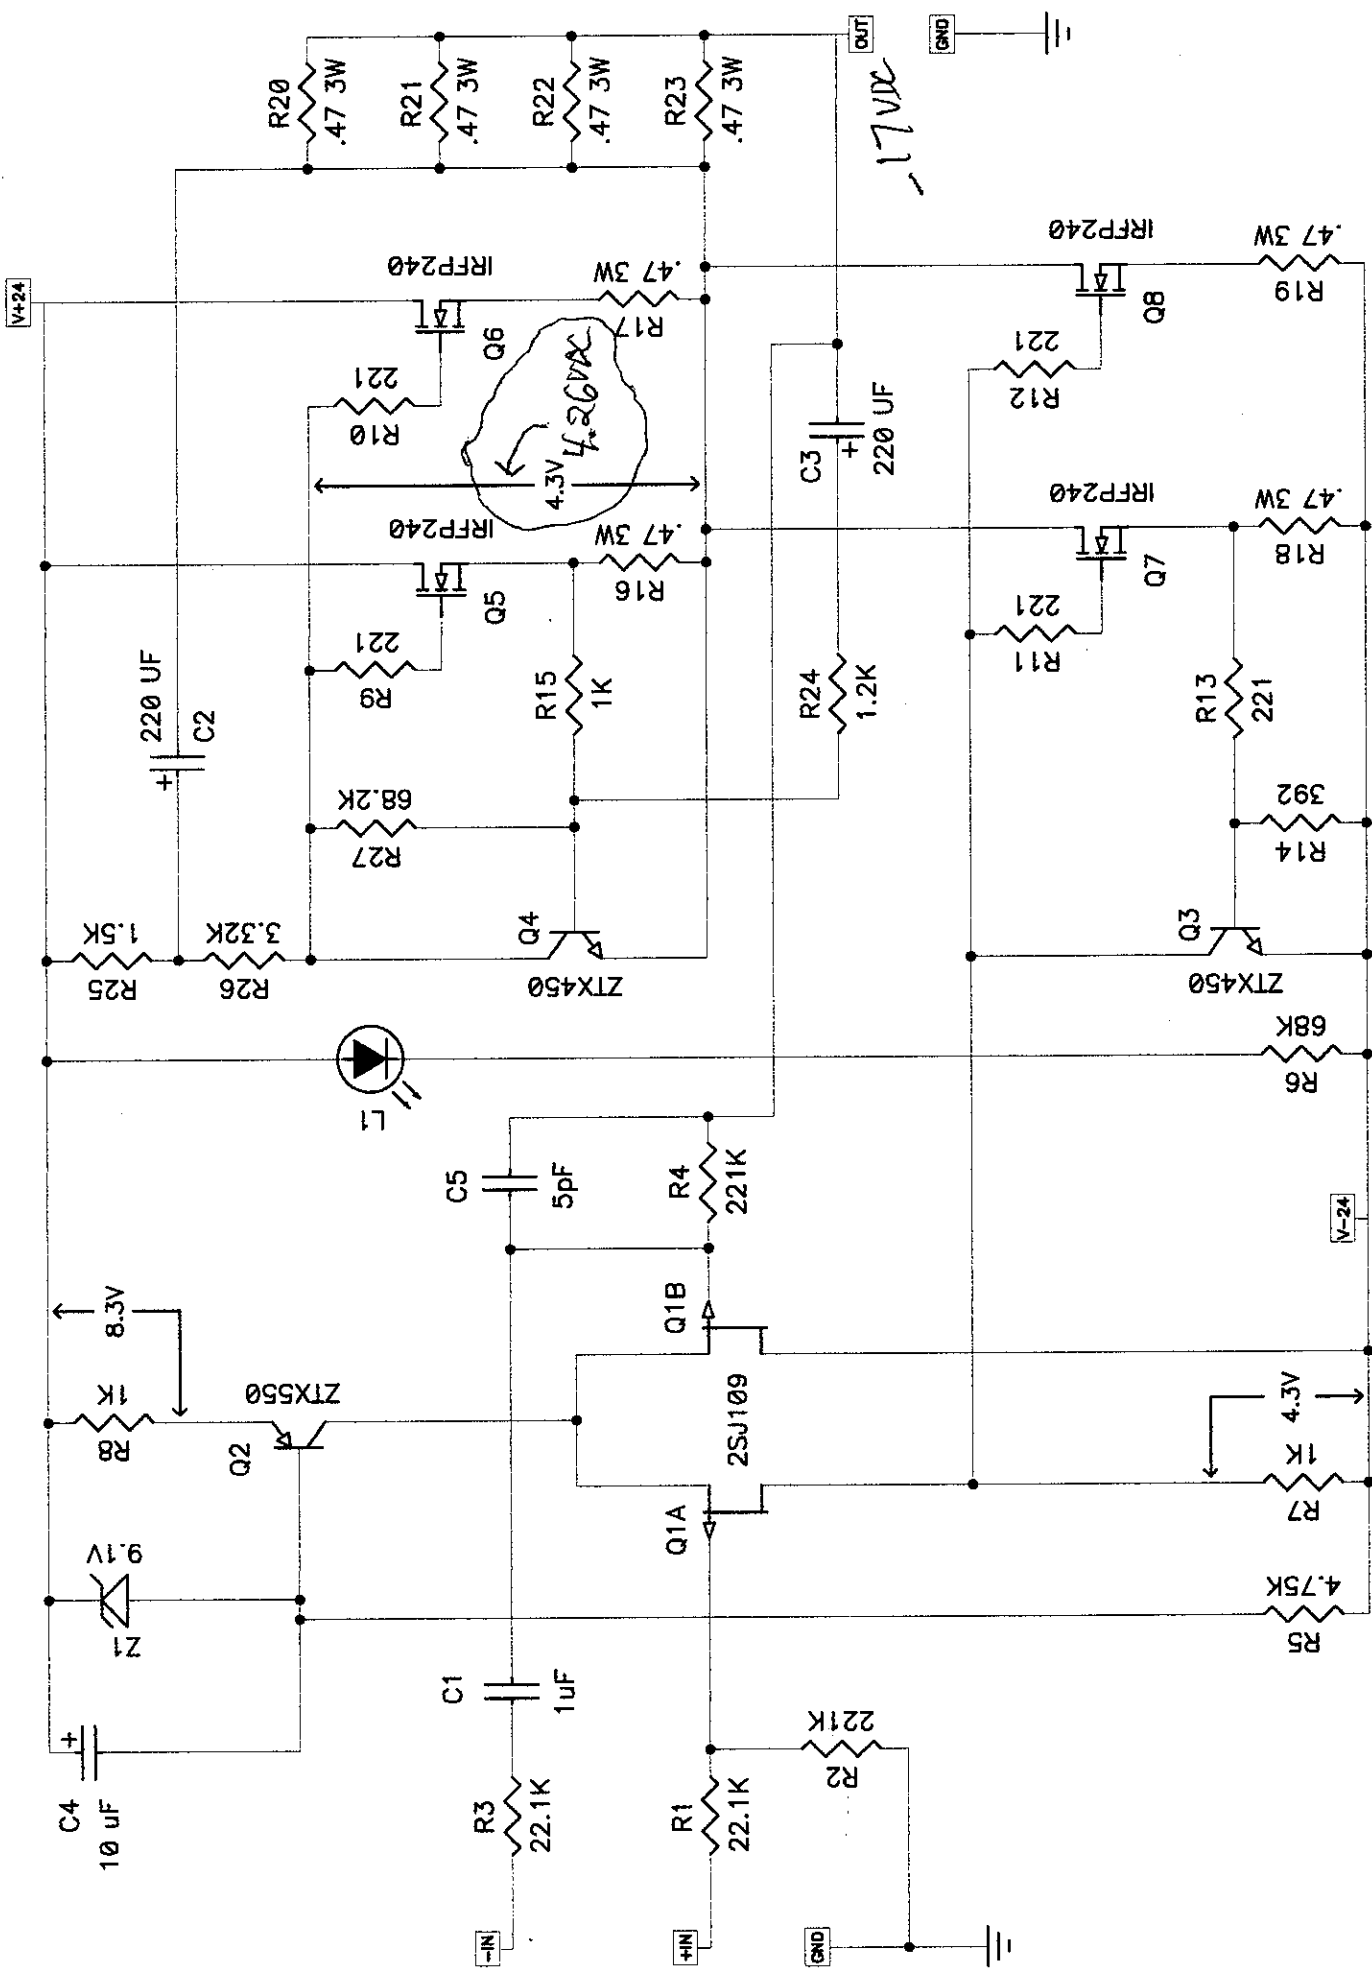 V+24
C4
10 uF
Z1
9.1V
R8
1K
8.3V
Q2
ZTX550
R25
1.5K
R26
3.32K
220 UF
C2
R20
.47 3W
R21
.47 3W
R22
.47 3W
R23
.47 3W
OUT
GND
-17VDC
L1
R27
68.2K
R9
221
R10
221
Q5
IRFP240
Q6
IRFP240
4.3V
4.26VDC
Q4
ZTX450
R15
1K
R16
.47 3W
R17
.47 3W
-IN
R3
22.1K
C1
1uF
C5
5pF
R4
221K
+IN
R1
22.1K
R2
221K
GND
Q1A
2SJ109
Q1B
R24
1.2K
C3
220 UF
R11
221
R12
221
Q7
IRFP240
Q8
IRFP240
Q3
ZTX450
R13
221
R14
392
R18
.47 3W
R19
.47 3W
R5
4.75K
R7
1K
4.3V
R6
68K
V-24